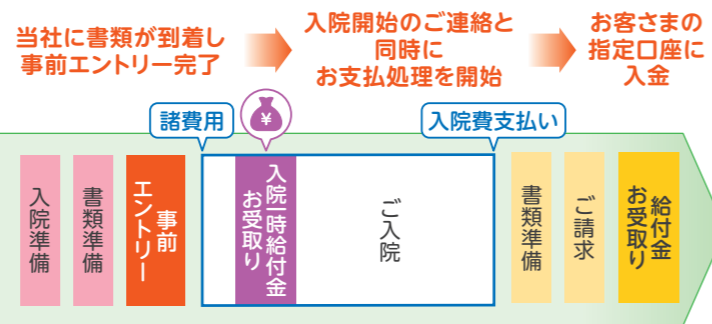 当社に書類が到着し
事前エントリー完了
入院開始のご連絡と
同時に
お支払処理を開始
お客さまの
指定口座に
入金
諸費用
¥
入院費支払い
入院準備
書類準備
事前
エントリー
入院一時給付金
お受取り
ご入院
書類準備
ご請求
給付金
お受取り